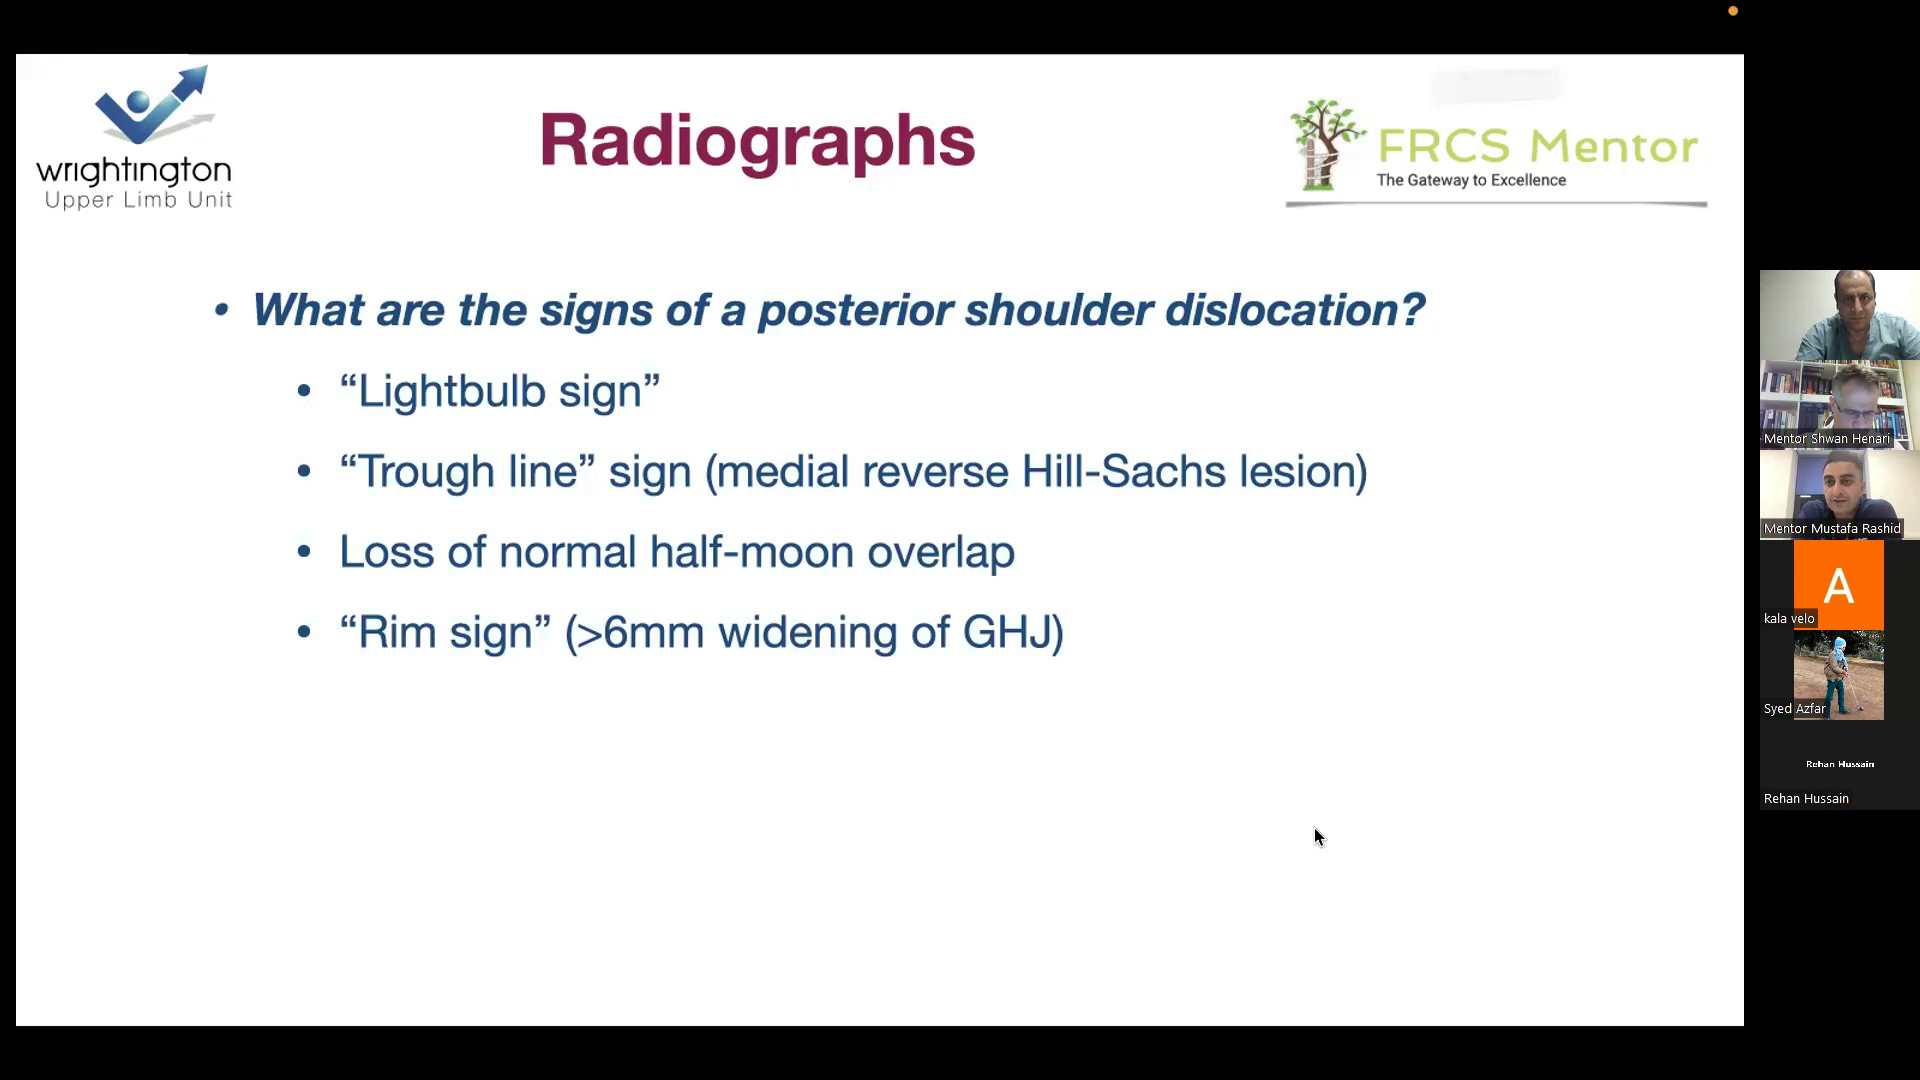 wrightington
Upper Limb Unit
Radiographs
FRCS Mentor
The Gateway to Excellence
• What are the signs of a posterior shoulder dislocation?
• “Lightbulb sign”
• “Trough line” sign (medial reverse Hill-Sachs lesion)
• Loss of normal half-moon overlap
• “Rim sign” (>6mm widening of GHJ)
Mentor Shwan Henari
Mentor Mustafa Rashid
A
kala velo
Syed Azfar
Rehan Hussain
Rehan Hussain